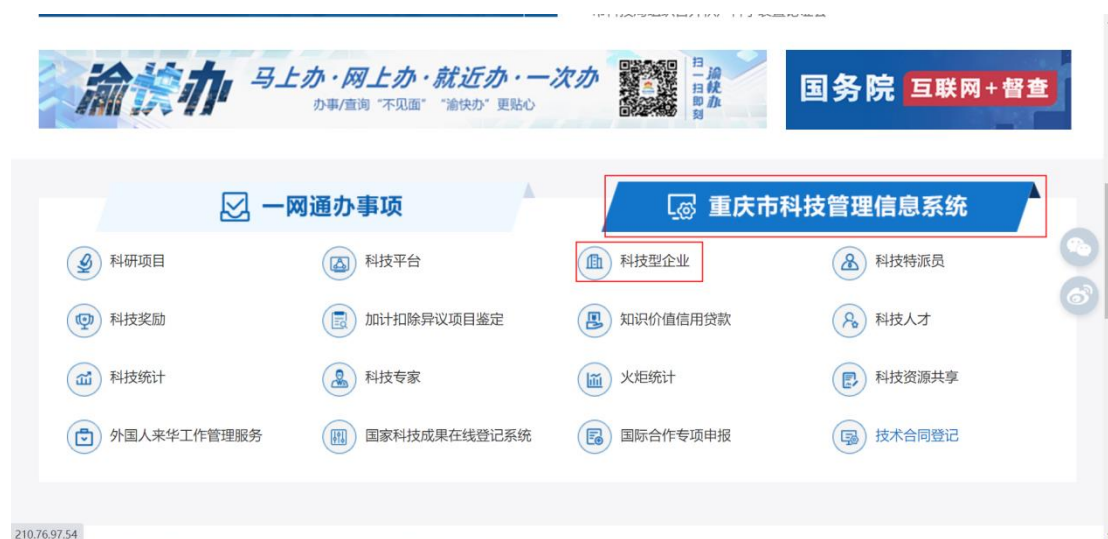 渝快办
马上办·网上办·就近办·一次办
办事/查询 "不见面" "渝快办" 更贴心
扫一扫即刻
渝快办
国务院 互联网+督查
一网通办事项
重庆市科技管理信息系统
科研项目 科技平台 科技型企业 科技特派员
科技奖励 加计扣除异议项目鉴定 知识价值信用贷款 科技人才
科技统计 科技专家 火炬统计 科技资源共享
外国人来华工作管理服务 国家科技成果在线登记系统 国际合作专项申报 技术合同登记
210.76.97.54